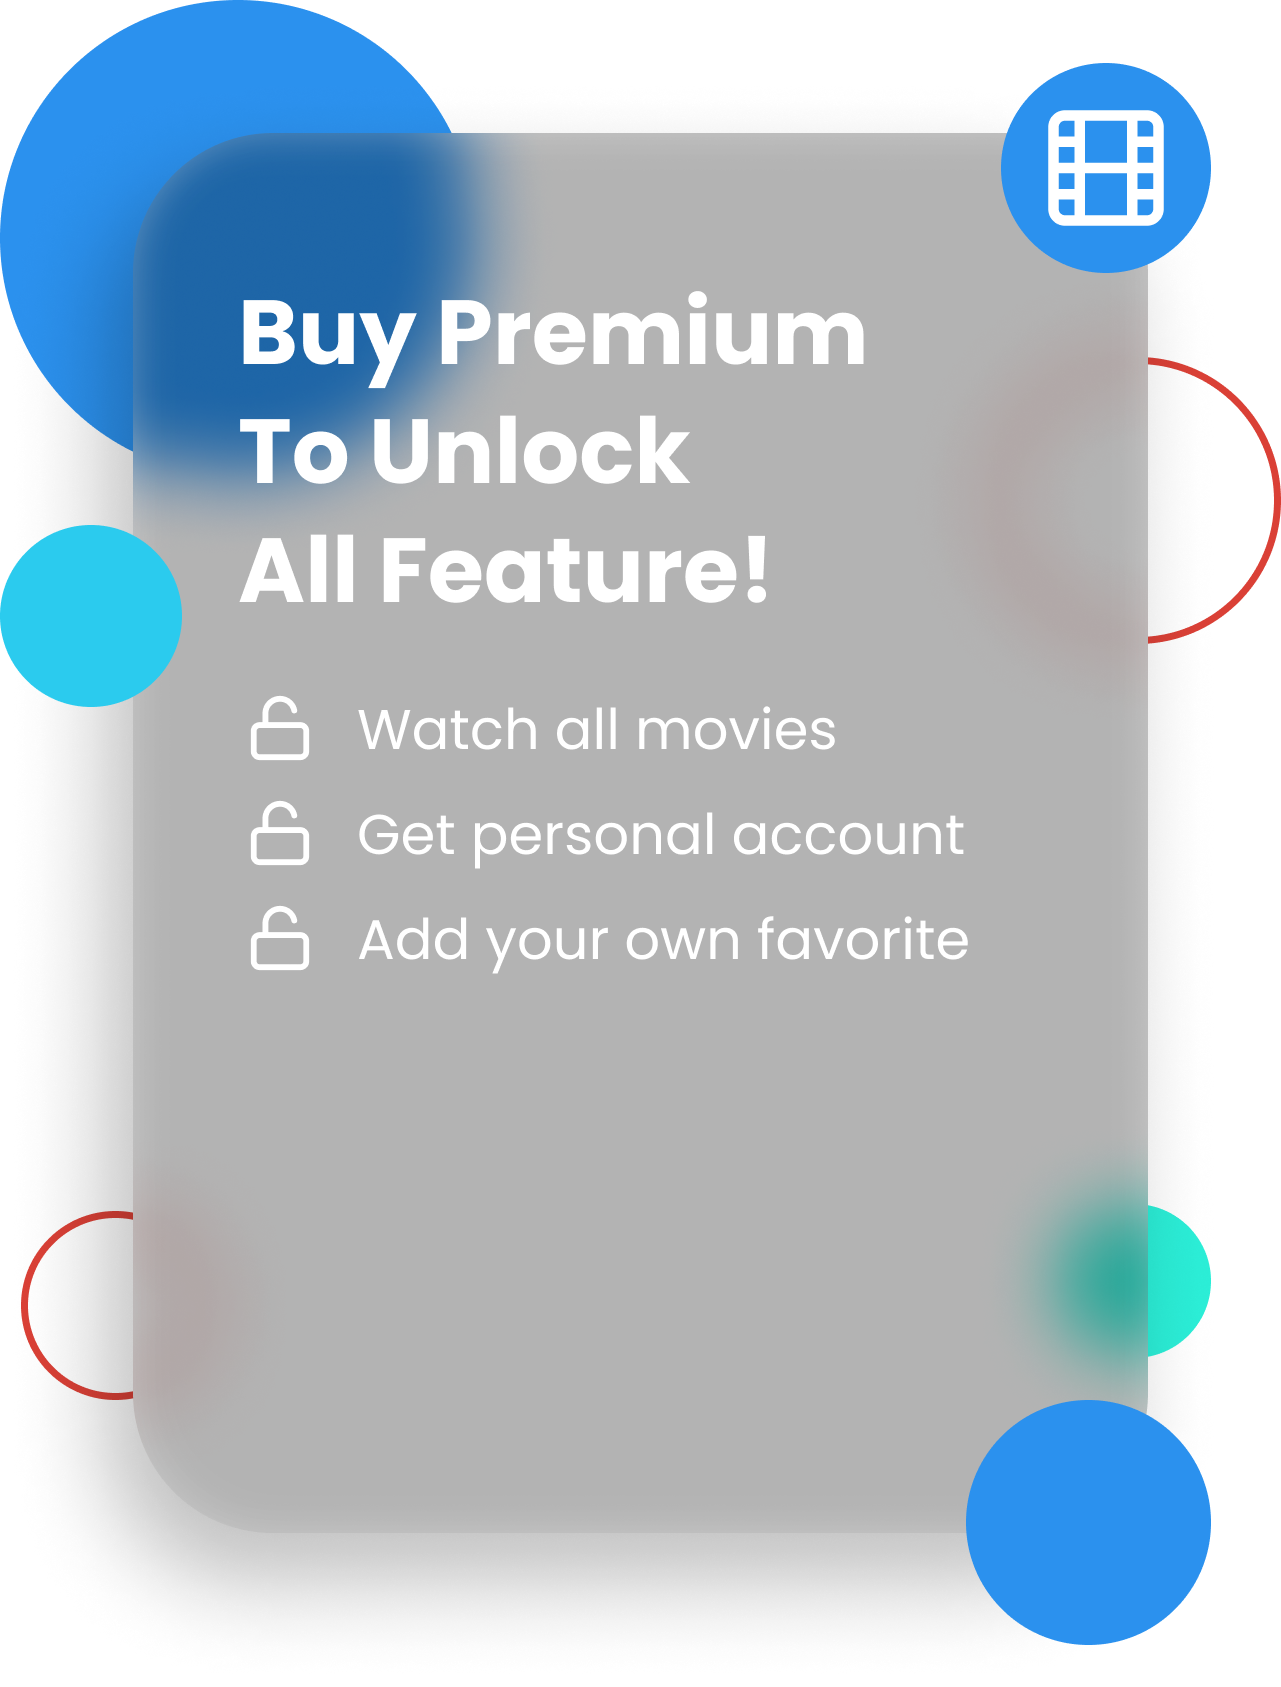 Buy Premium
To Unlock
All Feature!
Watch all movies
Get personal account
Add your own favorite